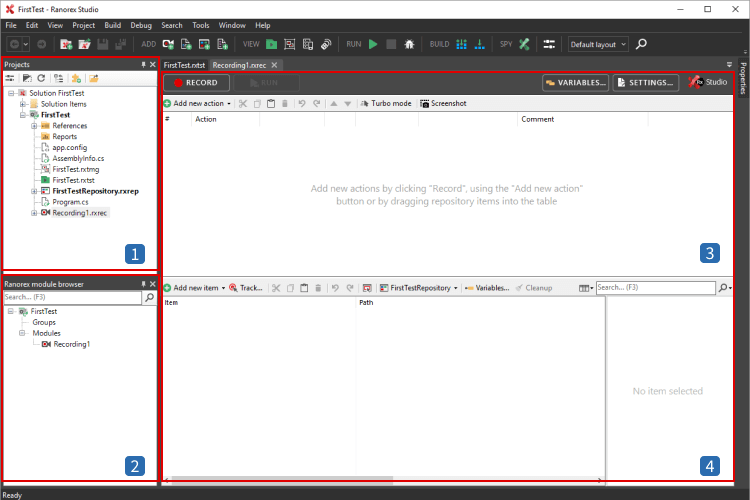 FirstTest - Ranorex Studio
File Edit View Project Build Debug Search Tools Window Help
ADD VIEW RUN BUILD SPY Default layout
Projects
Solution FirstTest
Solution Items
FirstTest
References
Reports
app.config
AssemblyInfo.cs
FirstTest.rxtmg
FirstTest.rxtst
FirstTestRepository.rxrep
Program.cs
Recording1.rxrec
1
Ranorex module browser
Search... (F3)
FirstTest
Groups
Modules
Recording1
2
FirstTest.rxtst Recording1.rxrec
RECORD RUN VARIABLES... SETTINGS... Studio
Add new action Turbo mode Screenshot
# Action Comment
Add new actions by clicking "Record", using the "Add new action"
button or by dragging repository items into the table
3
Add new item Track... FirstTestRepository Variables... Cleanup Search... (F3)
Item Path
No item selected
4
Properties
Ready